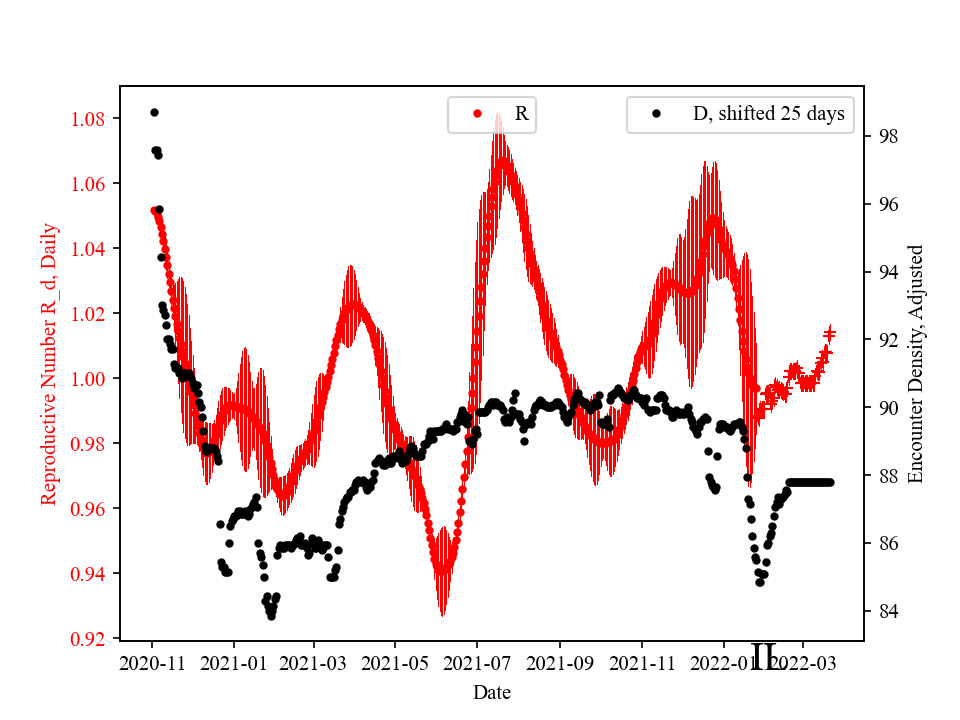 R
D, shifted 25 days
1.08
1.06
1.04
1.02
1.00
0.98
0.96
0.94
0.92
Reproductive Number R_d, Daily
98
96
94
92
90
88
86
84
Encounter Density, Adjusted
2020-11 2021-01 2021-03 2021-05 2021-07 2021-09 2021-11 2022-01 2022-03
IL
Date